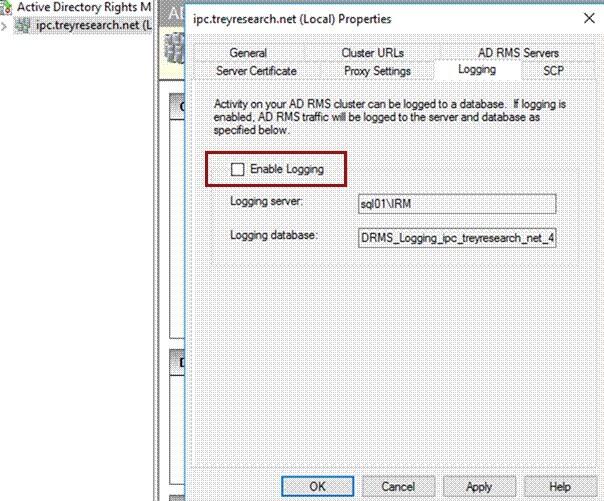 Active Directory Rights M
ipc.treyresearch.net (L
AD
ipc.treyresearch.net (Local) Properties
General
Cluster URLs
AD RMS Servers
Server Certificate
Proxy Settings
Logging
SCP
Activity on your AD RMS cluster can be logged to a database. If logging is
enabled, AD RMS traffic will be logged to the server and database as
specified below.
Enable Logging
Logging server:
sql01\IRM
Logging database:
DRMS_Logging_ipc_treyresearch_net_4
OK
Cancel
Apply
Help